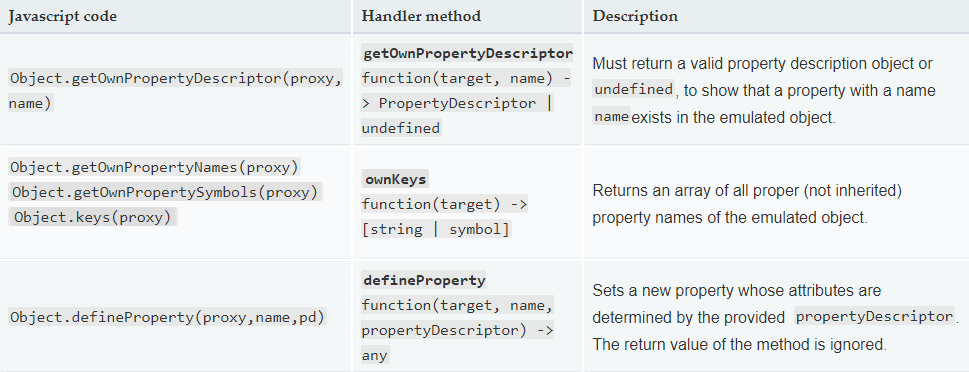 Javascript code
Handler method
Description
Object.getOwnPropertyDescriptor(proxy,
name)
getOwnPropertyDescriptor
function(target, name) -
> PropertyDescriptor |
undefined
Must return a valid property description object or
undefined, to show that a property with a name
name exists in the emulated object.
Object.getOwnPropertyNames(proxy)
Object.getOwnPropertySymbols(proxy)
Object.keys(proxy)
ownKeys
function(target) ->
[string | symbol]
Returns an array of all proper (not inherited)
property names of the emulated object.
Object.defineProperty(proxy,name,pd)
defineProperty
function(target, name,
propertyDescriptor) ->
any
Sets a new property whose attributes are
determined by the provided propertyDescriptor.
The return value of the method is ignored.